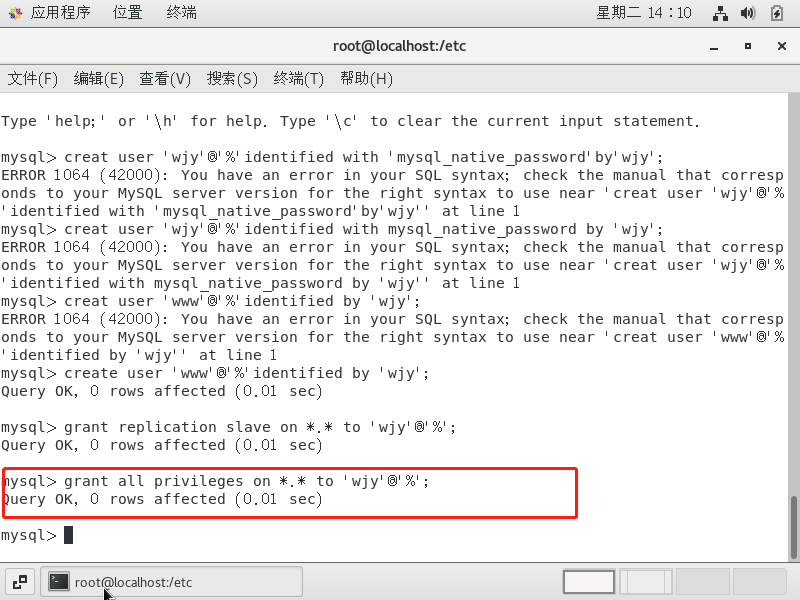 应用程序 位置 终端 星期二 14:10
root@localhost:/etc
文件(F) 编辑(E) 查看(V) 搜索(S) 终端(T) 帮助(H)
Type 'help;' or '\h' for help. Type '\c' to clear the current input statement.
mysql> creat user 'wjy'@'%'identified with 'mysql_native_password'by'wjy';
ERROR 1064 (42000): You have an error in your SQL syntax; check the manual that corresp
onds to your MySQL server version for the right syntax to use near 'creat user 'wjy'@'%
'identified with 'mysql_native_password'by'wjy'' at line 1
mysql> creat user 'wjy'@'%'identified with mysql_native_password by 'wjy';
ERROR 1064 (42000): You have an error in your SQL syntax; check the manual that corresp
onds to your MySQL server version for the right syntax to use near 'creat user 'wjy'@'%
'identified with mysql_native_password by 'wjy'' at line 1
mysql> creat user 'www'@'%'identified by 'wjy';
ERROR 1064 (42000): You have an error in your SQL syntax; check the manual that corresp
onds to your MySQL server version for the right syntax to use near 'creat user 'www'@'%
'identified by 'wjy'' at line 1
mysql> create user 'www'@'%'identified by 'wjy';
Query OK, 0 rows affected (0.01 sec)
mysql> grant replication slave on *.* to 'wjy'@'%';
Query OK, 0 rows affected (0.01 sec)
mysql> grant all privileges on *.* to 'wjy'@'%';
Query OK, 0 rows affected (0.01 sec)
mysql>
root@localhost:/etc